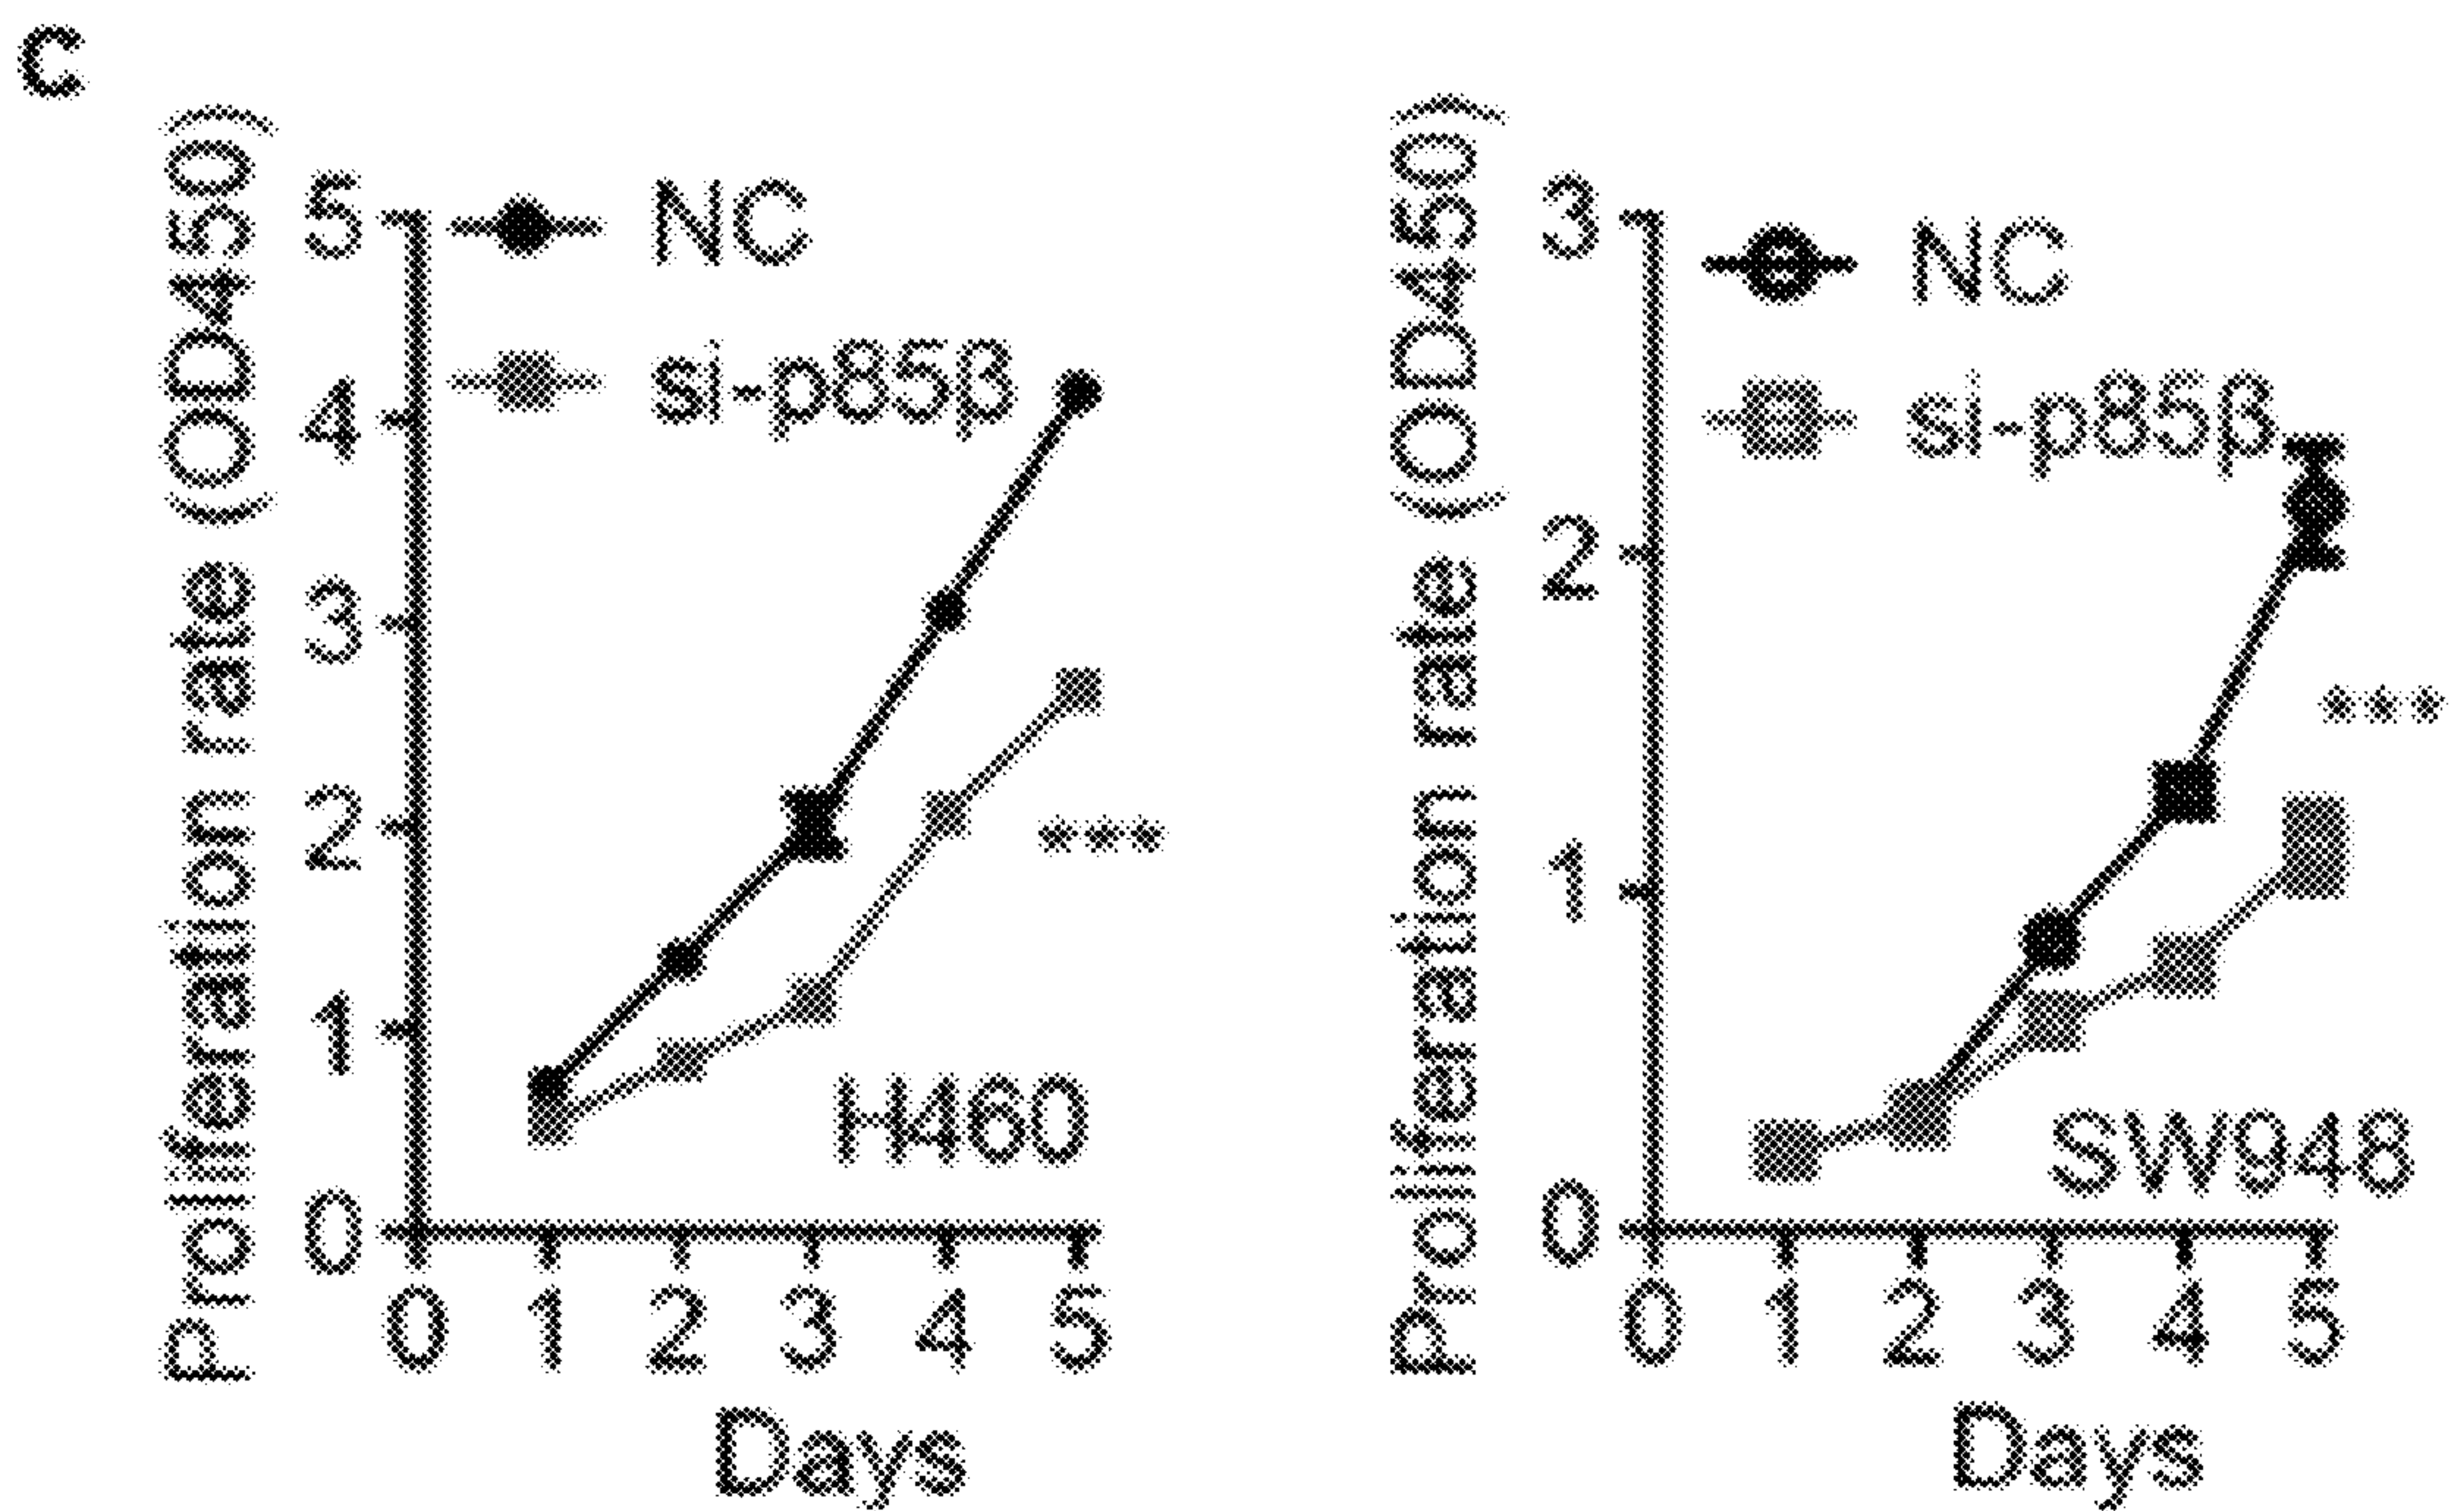 C
Proliferation rate (OD450)
5
4
3
2
1
0
NC
si-p85β
***
H460
0 1 2 3 4 5
Days
Proliferation rate (OD450)
3
2
1
0
NC
si-p85β
***
SW948
0 1 2 3 4 5
Days